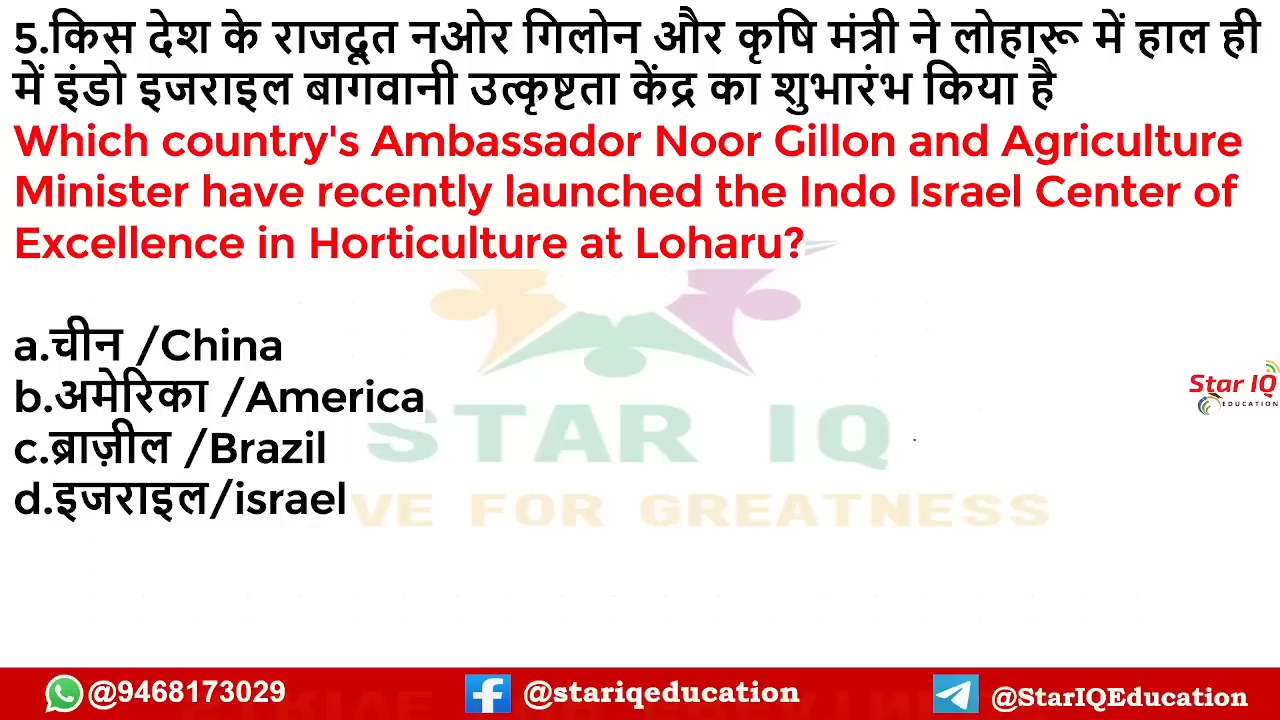 5.किस देश के राजदूत नओर गिलोन और कृषि मंत्री ने लोहारू में हाल ही
में इंडो इजराइल बागवानी उत्कृष्टता केंद्र का शुभारंभ किया है
Which country's Ambassador Noor Gillon and Agriculture
Minister have recently launched the Indo Israel Center of
Excellence in Horticulture at Loharu?
a.चीन /China
b.अमेरिका /America
c.ब्राज़ील /Brazil
d.इजराइल/israel
STAR IQ
VE FOR GREATNESS
Star IQ
EDUCATION
@9468173029
@stariqeducation
@StarIQEducation